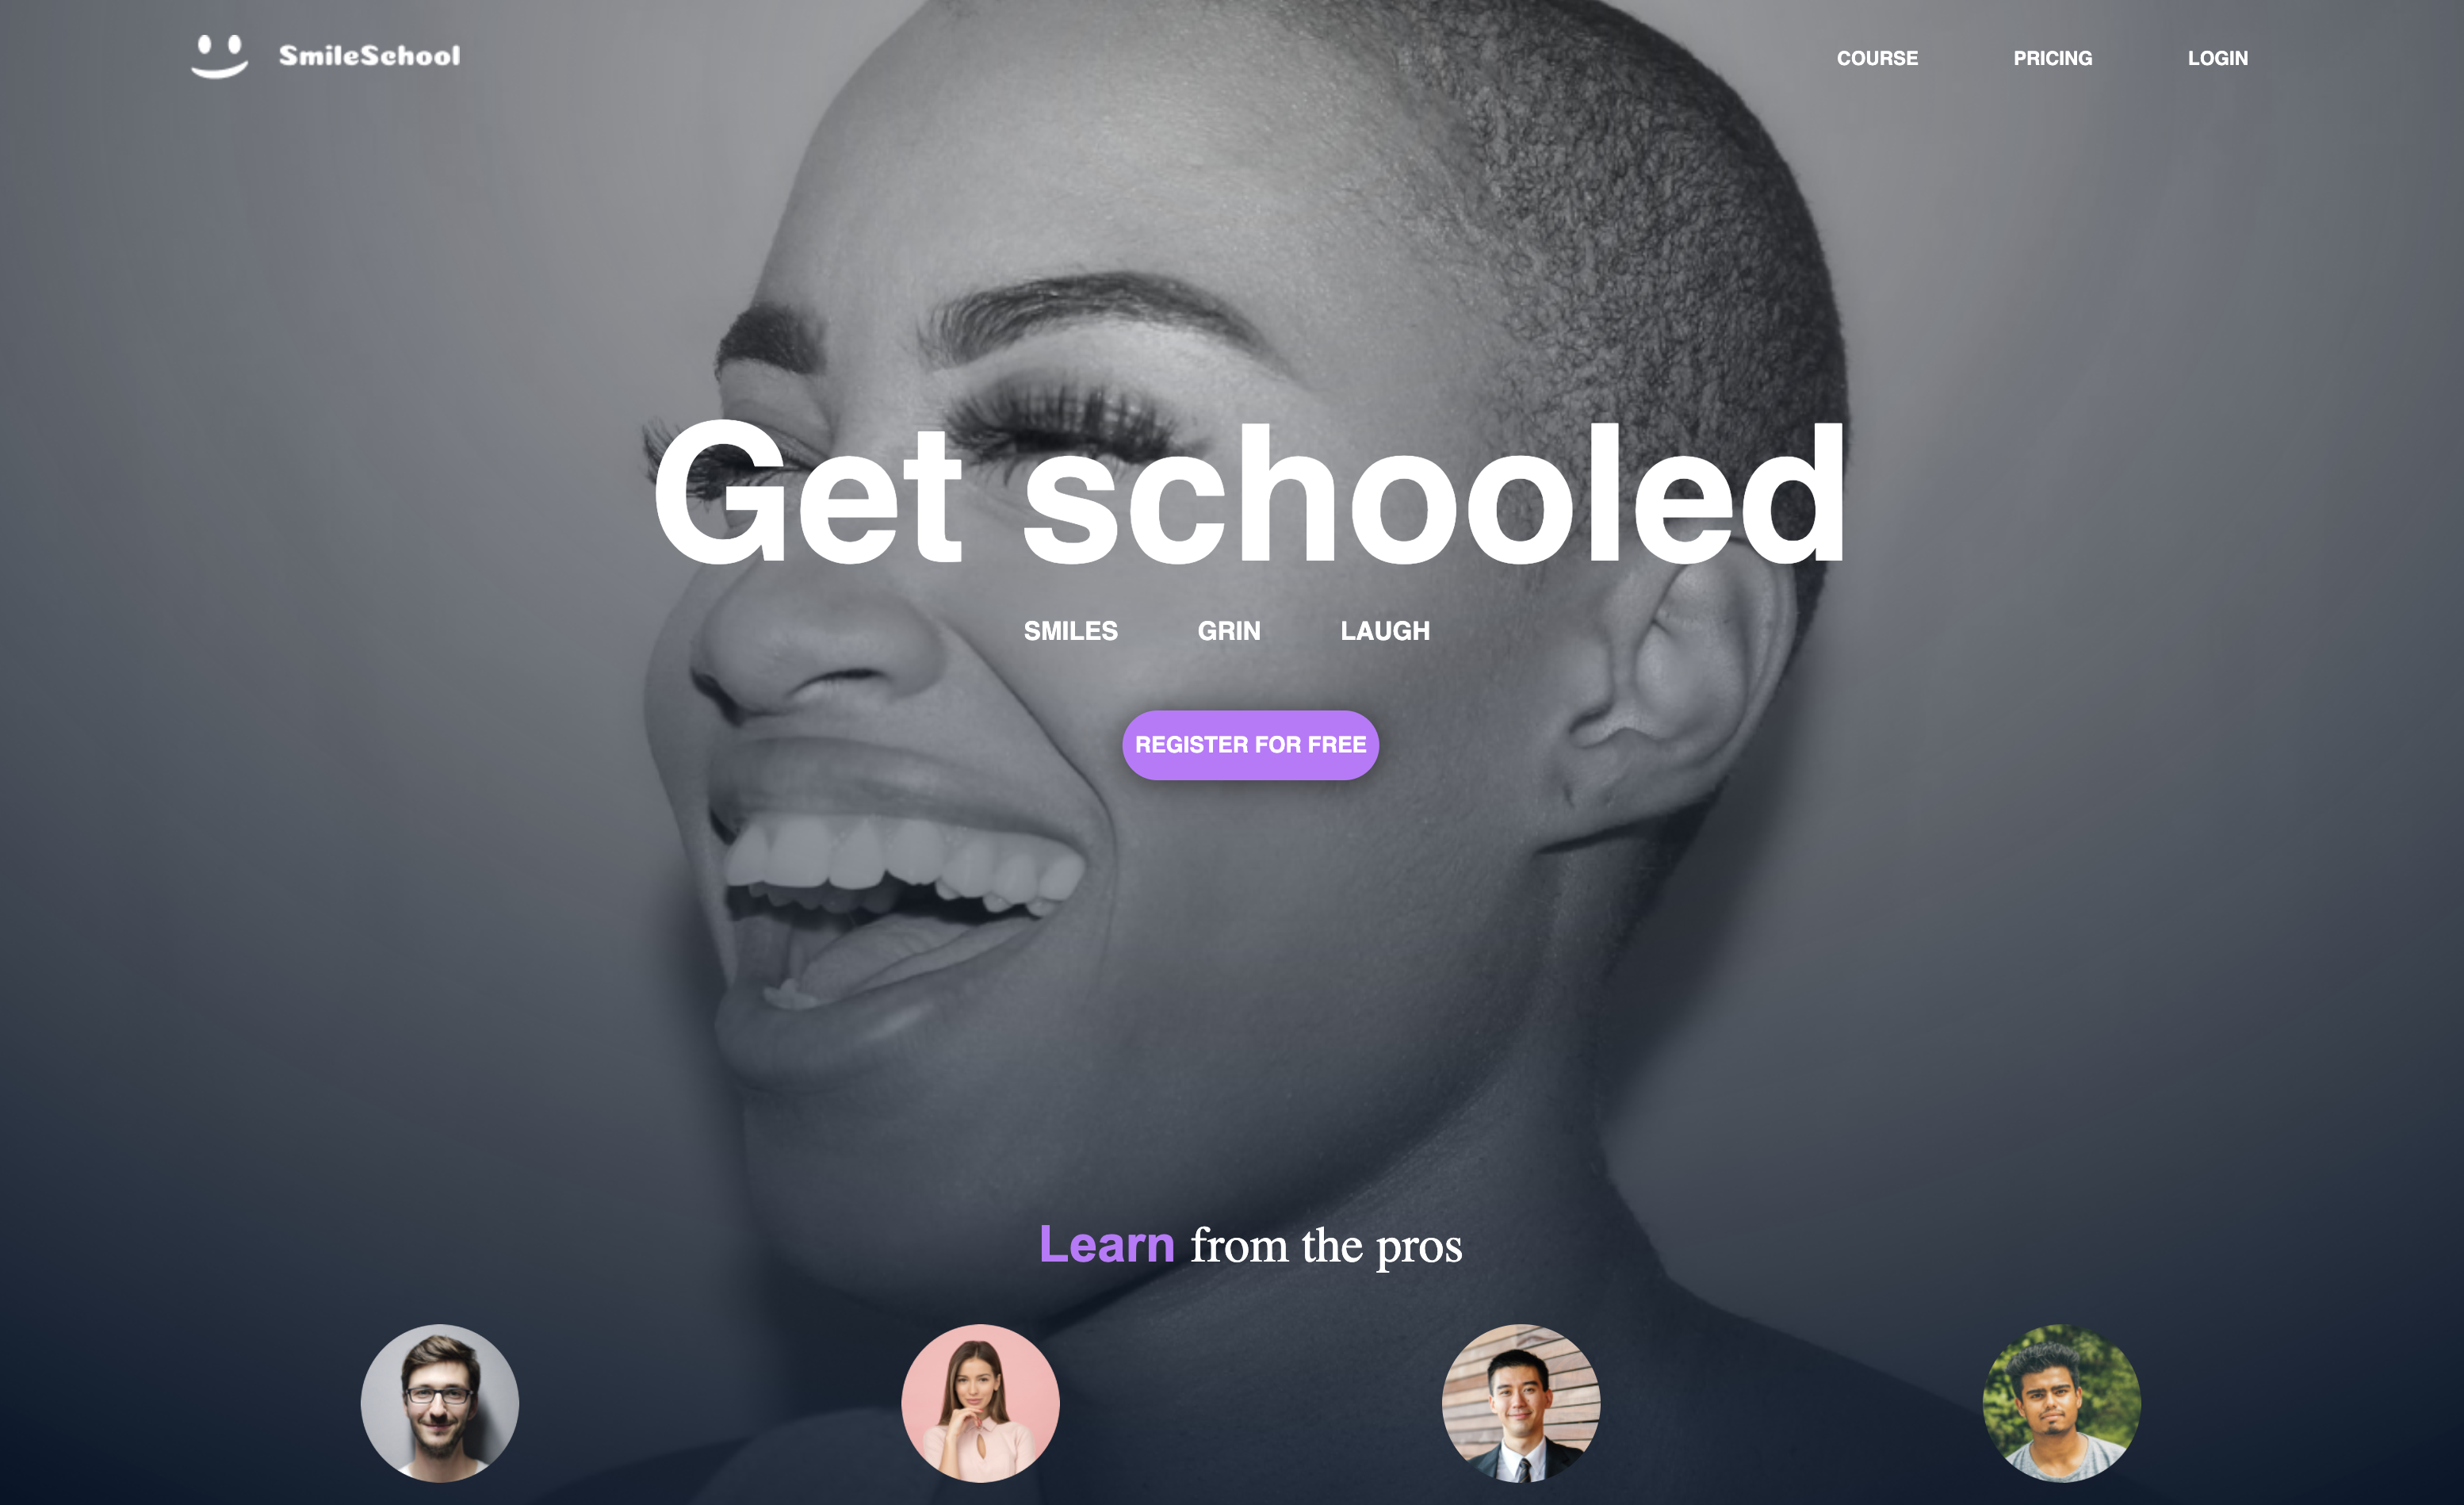 SmileSchool
COURSE PRICING LOGIN
Get schooled
SMILES GRIN LAUGH
REGISTER FOR FREE
Learn from the pros